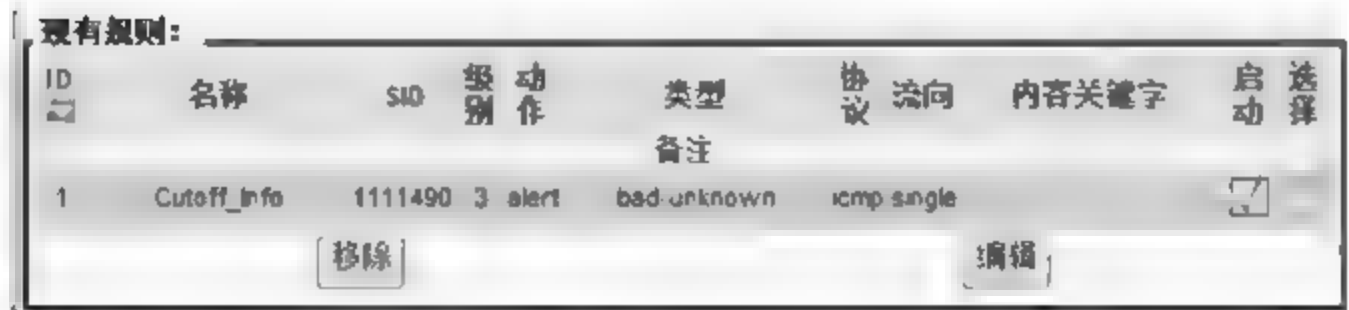 现有规则：
ID 名称 SID 级别 动作 类型 协议 流向 内容关键字 启动 选择
备注
1 Cutoff_Info 1111490 3 alert bad-unknown icmp single
移除 编辑